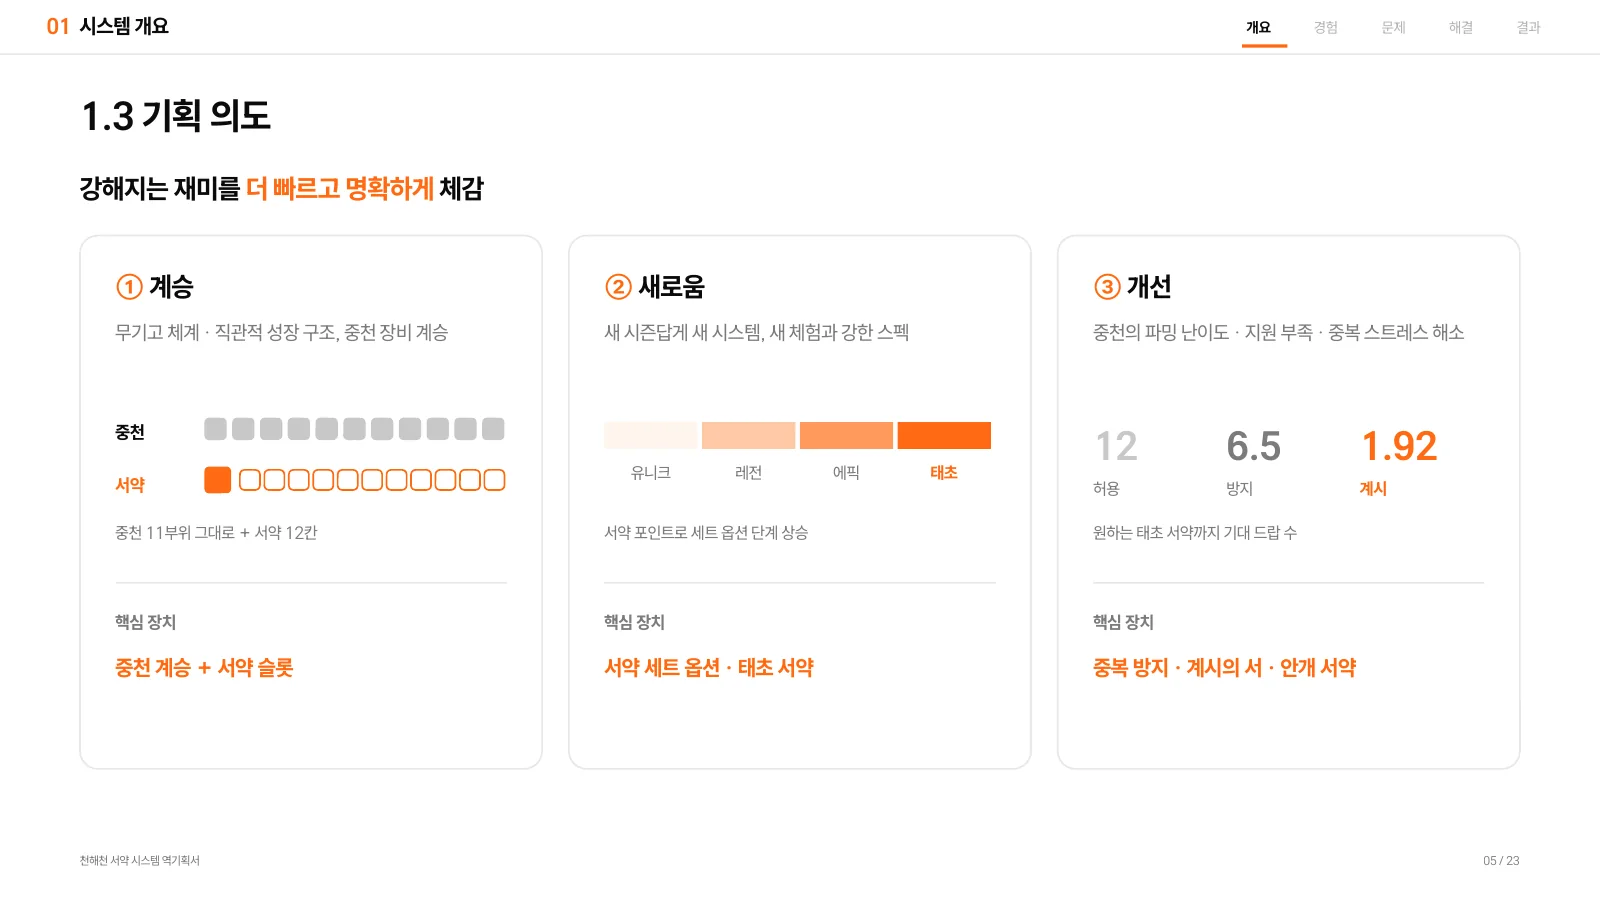 01 시스템 개요
개요 경험 문제 해결 결과
1.3 기획 의도
강해지는 재미를 더 빠르고 명확하게 체감
① 계승
무기고 체계 · 직관적 성장 구조, 중천 장비 계승
중천
서약
중천 11부위 그대로 + 서약 12칸
핵심 장치
중천 계승 + 서약 슬롯
② 새로움
새 시즌답게 새 시스템, 새 체험과 강한 스펙
유니크 레전 에픽 태초
서약 포인트로 세트 옵션 단계 상승
핵심 장치
서약 세트 옵션 · 태초 서약
③ 개선
중천의 파밍 난이도 · 지원 부족 · 중복 스트레스 해소
12 6.5 1.92
허용 방지 계시
원하는 태초 서약까지 기대 드랍 수
핵심 장치
중복 방지 · 계시의 서 · 안개 서약
천해천 서약 시스템 역기획서
05 / 23